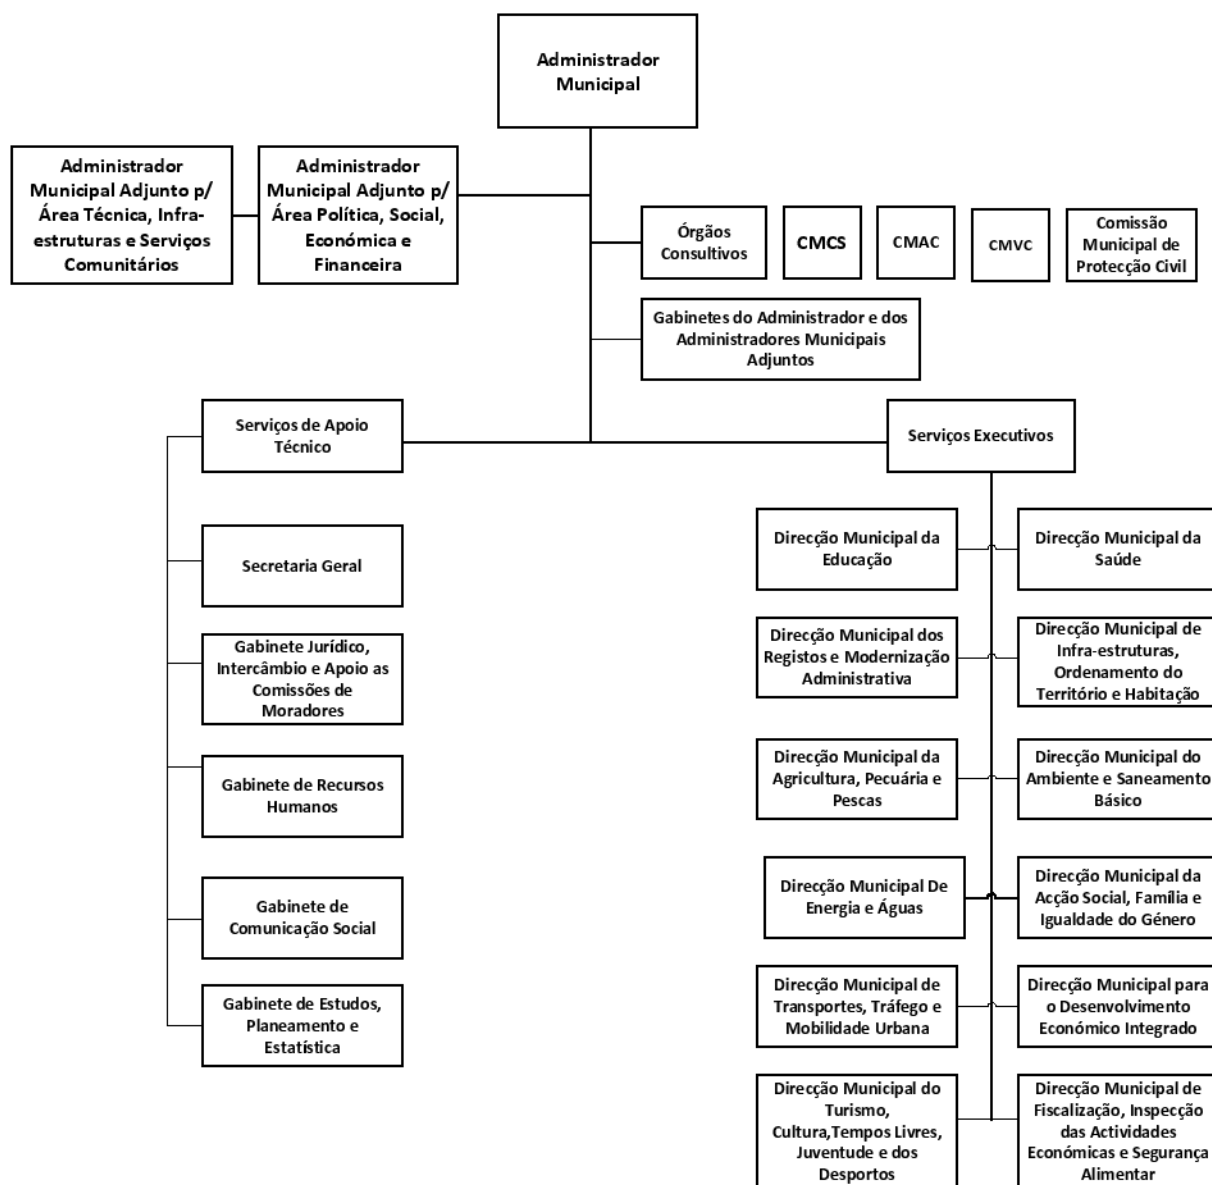 Administrador
Municipal
Administrador
Municipal Adjunto p/
Área Técnica, Infra-
estruturas e Serviços
Comunitários
Administrador
Municipal Adjunto p/
Área Política, Social,
Económica e
Financeira
Órgãos
Consultivos
CMCS
CMAC
CMVC
Comissão
Municipal de
Protecção Civil
Gabinetes do Administrador e dos
Administradores Municipais
Adjuntos
Serviços de Apoio
Técnico
Serviços Executivos
Secretaria Geral
Gabinete Jurídico,
Intercâmbio e Apoio as
Comissões de
Moradores
Gabinete de Recursos
Humanos
Gabinete de
Comunicação Social
Gabinete de Estudos,
Planeamento e
Estatística
Direcção Municipal da
Educação
Direcção Municipal da
Saúde
Direcção Municipal dos
Registos e Modernização
Administrativa
Direcção Municipal de
Infra-estruturas,
Ordenamento do
Território e Habitação
Direcção Municipal da
Agricultura, Pecuária e
Pescas
Direcção Municipal do
Ambiente e Saneamento
Básico
Direcção Municipal De
Energia e Águas
Direcção Municipal da
Acção Social, Família e
Igualdade do Género
Direcção Municipal de
Transportes, Tráfego e
Mobilidade Urbana
Direcção Municipal para
o Desenvolvimento
Económico Integrado
Direcção Municipal do
Turismo,
Cultura,Tempos Livres,
Juventude e dos
Desportos
Direcção Municipal de
Fiscalização, Inspecção
das Actividades
Económicas e Segurança
Alimentar